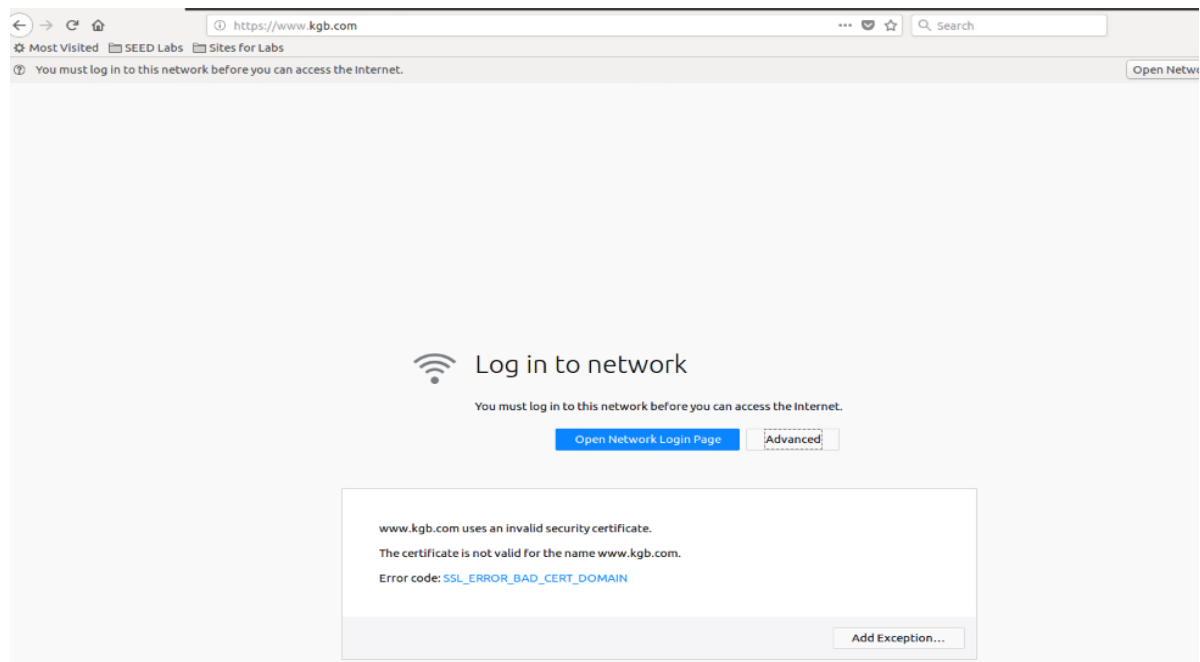 https://www.kgb.com ··· Search
Most Visited SEED Labs Sites for Labs
You must log in to this network before you can access the Internet. Open Netwo
Log in to network
You must log in to this network before you can access the Internet.
Open Network Login Page Advanced
www.kgb.com uses an invalid security certificate.
The certificate is not valid for the name www.kgb.com.
Error code: SSL_ERROR_BAD_CERT_DOMAIN
Add Exception...